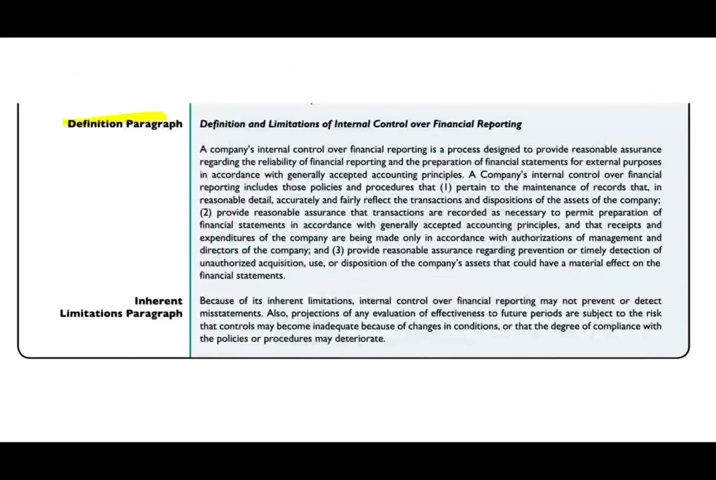 Definition Paragraph
Definition and Limitations of Internal Control over Financial Reporting
A company's internal control over financial reporting is a process designed to provide reasonable assurance
regarding the reliability of financial reporting and the preparation of financial statements for external purposes
in accordance with generally accepted accounting principles. A Company's internal control over financial
reporting includes those policies and procedures that (1) pertain to the maintenance of records that, in
reasonable detail, accurately and fairly reflect the transactions and dispositions of the assets of the company;
(2) provide reasonable assurance that transactions are recorded as necessary to permit preparation of
financial statements in accordance with generally accepted accounting principles, and that receipts and
expenditures of the company are being made only in accordance with authorizations of management and
directors of the company; and (3) provide reasonable assurance regarding prevention or timely detection of
unauthorized acquisition, use, or disposition of the company's assets that could have a material effect on the
financial statements.
Inherent
Limitations Paragraph
Because of its inherent limitations, internal control over financial reporting may not prevent or detect
misstatements. Also, projections of any evaluation of effectiveness to future periods are subject to the risk
that controls may become inadequate because of changes in conditions, or that the degree of compliance with
the policies or procedures may deteriorate.